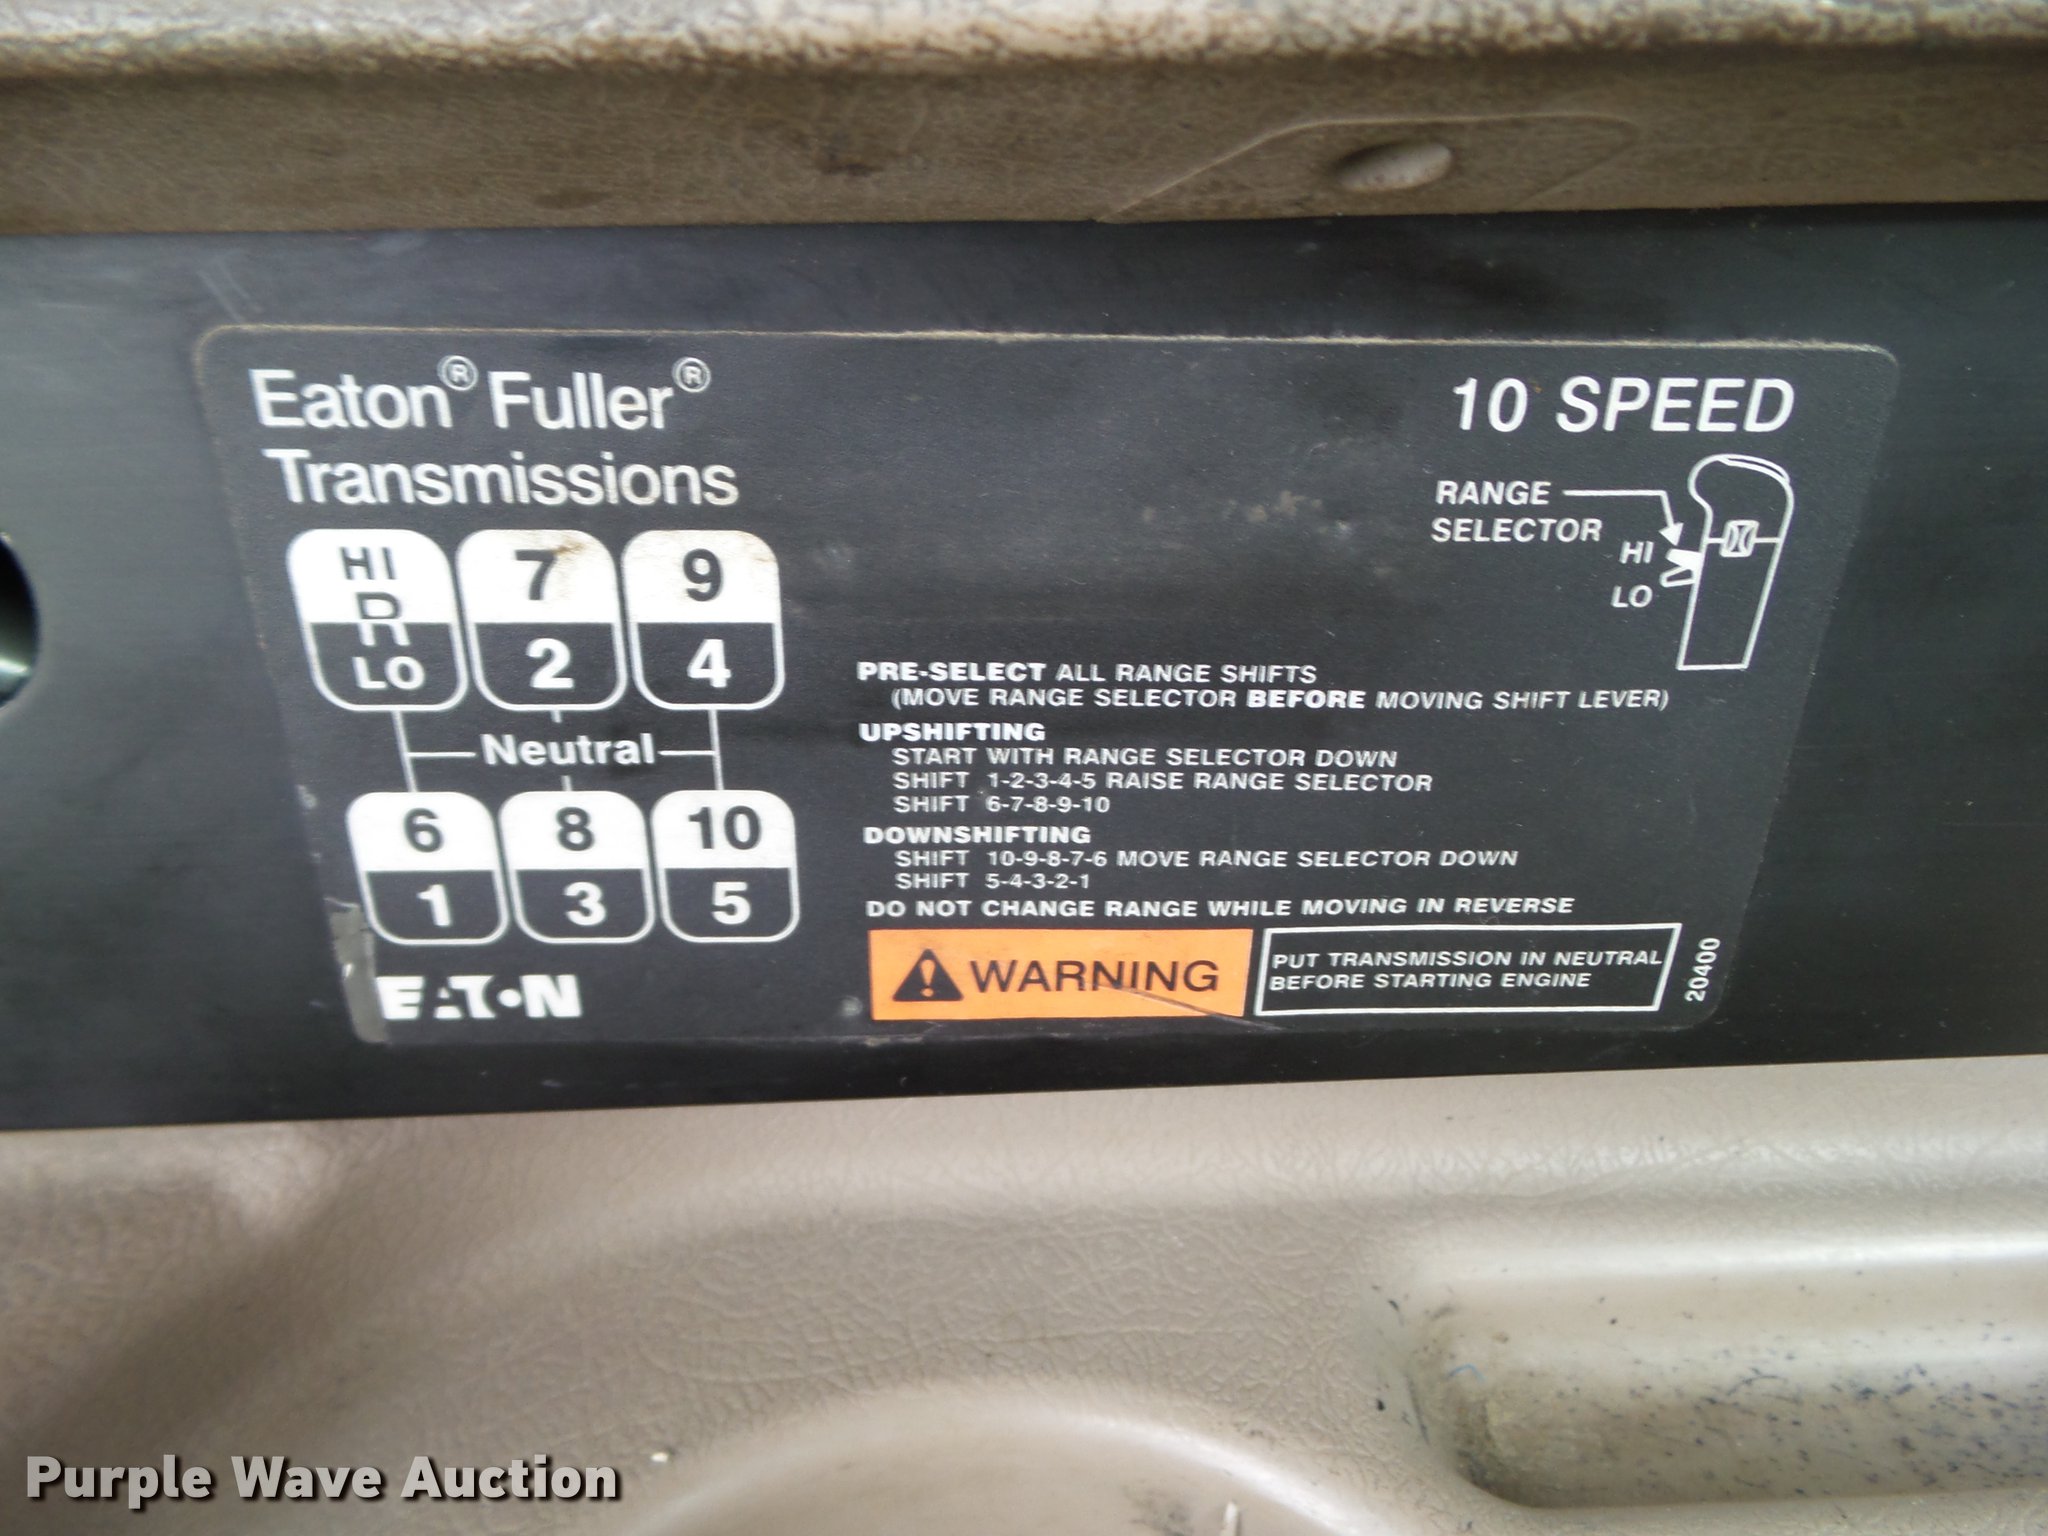 Eaton® Fuller®
Transmissions
10 SPEED
RANGE
SELECTOR
HI
LO
HI
R
LO
7
2
9
4
Neutral
6
1
8
3
10
5
EATON
PRE-SELECT ALL RANGE SHIFTS
(MOVE RANGE SELECTOR BEFORE MOVING SHIFT LEVER)
UPSHIFTING
START WITH RANGE SELECTOR DOWN
SHIFT 1-2-3-4-5 RAISE RANGE SELECTOR
SHIFT 6-7-8-9-10
DOWNSHIFTING
SHIFT 10-9-8-7-6 MOVE RANGE SELECTOR DOWN
SHIFT 5-4-3-2-1
DO NOT CHANGE RANGE WHILE MOVING IN REVERSE
WARNING
PUT TRANSMISSION IN NEUTRAL
BEFORE STARTING ENGINE
20400
Purple Wave Auction